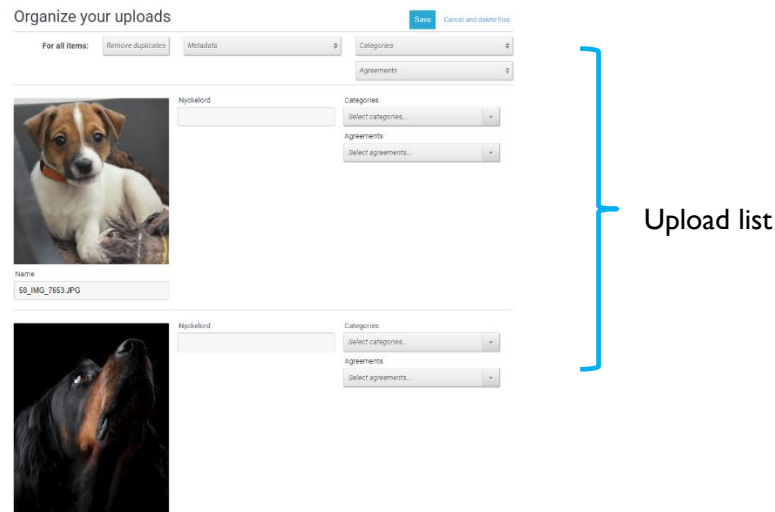 Organize your uploads
Save
Cancel and delete files
For all items:
Remove duplicates
Metadata
Categories
Agreements
Nyckelord
Categories
Select categories...
Agreements
Select agreements...
Upload list
Name
58_IMG_7653.JPG
Nyckelord
Categories
Select categories...
Agreements
Select agreements...